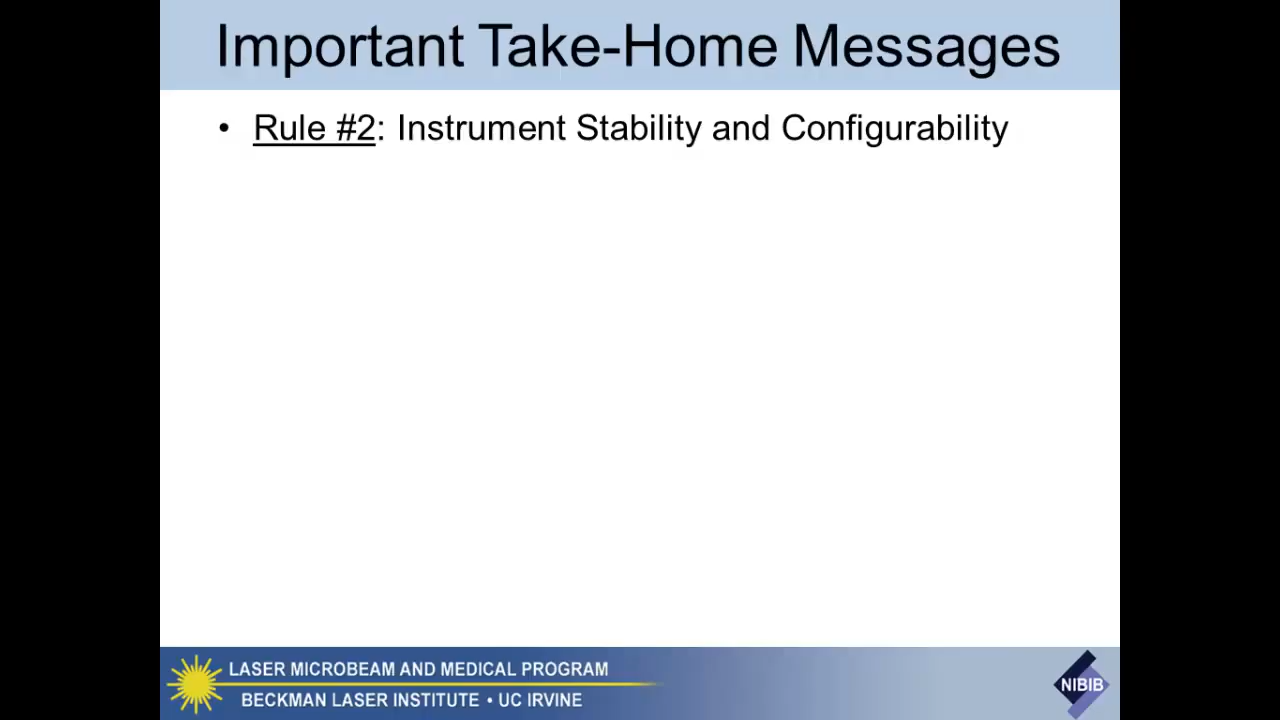 Important Take-Home Messages
• Rule #2: Instrument Stability and Configurability
LASER MICROBEAM AND MEDICAL PROGRAM
BECKMAN LASER INSTITUTE • UC IRVINE
NIBIB